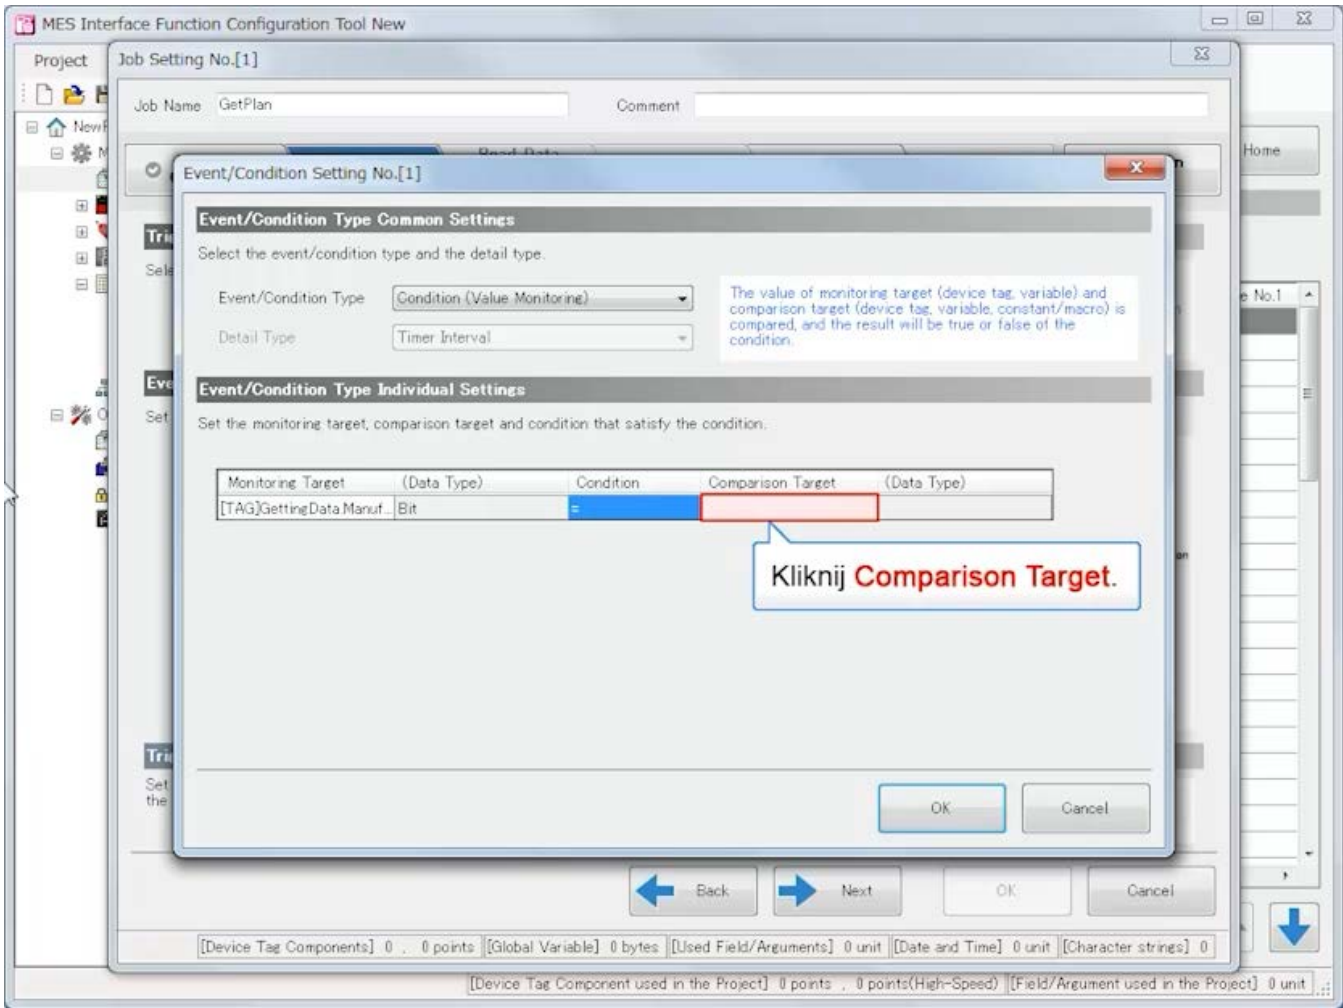 MES Interface Function Configuration Tool New
Project
Job Setting No.[1]
Job Name GetPlan Comment
Home
Event/Condition Setting No.[1]
Event/Condition Type Common Settings
Select the event/condition type and the detail type.
Event/Condition Type Condition (Value Monitoring)
Detail Type Timer Interval
The value of monitoring target (device tag, variable) and
comparison target (device tag, variable, constant/macro) is
compared, and the result will be true or false of the
condition.
e No.1
Event/Condition Type Individual Settings
Set
Set the monitoring target, comparison target and condition that satisfy the condition.
Monitoring Target (Data Type) Condition Comparison Target (Data Type)
[TAG]GettingData.Manuf... Bit =
Kliknij Comparison Target.
Set
the
OK Cancel
Back Next OK Cancel
[Device Tag Components] 0 , 0 points [Global Variable] 0 bytes [Used Field/Arguments] 0 unit [Date and Time] 0 unit [Character strings] 0
[Device Tag Component used in the Project] 0 points , 0 points(High-Speed) [Field/Argument used in the Project] 0 unit